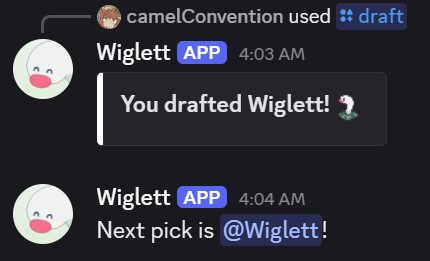 camelConvention used draft
Wiglett APP 4:03 AM
You drafted Wiglett!
Wiglett APP 4:04 AM
Next pick is @Wiglett!